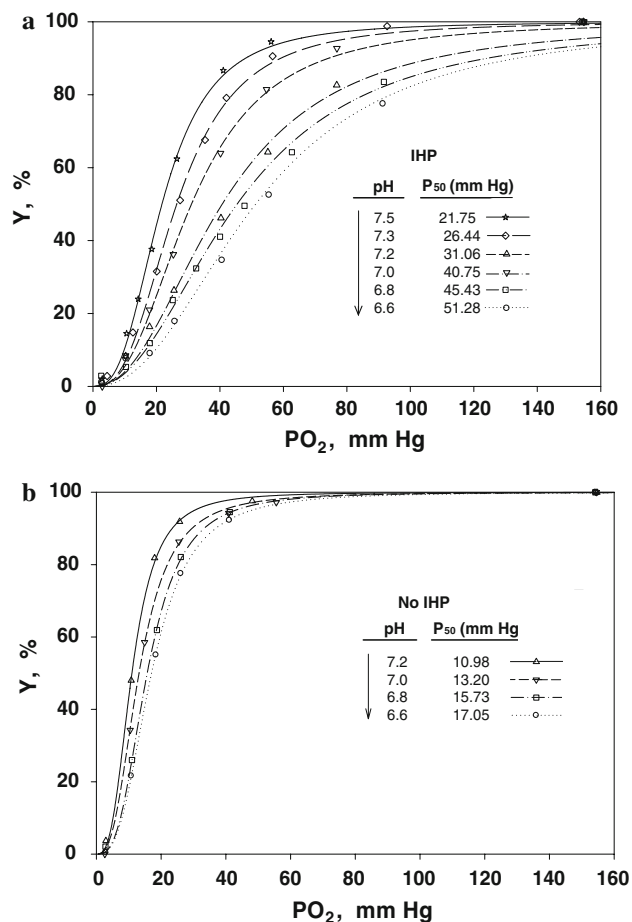 a
100
80
60
40
20
0
Y, %
IHP
pH P50 (mm Hg)
7.5 21.75
7.3 26.44
7.2 31.06
7.0 40.75
6.8 45.43
6.6 51.28
0 20 40 60 80 100 120 140 160
PO2, mm Hg
b
100
80
60
40
20
0
Y, %
No IHP
pH P50 (mm Hg
7.2 10.98
7.0 13.20
6.8 15.73
6.6 17.05
0 20 40 60 80 100 120 140 160
PO2, mm Hg